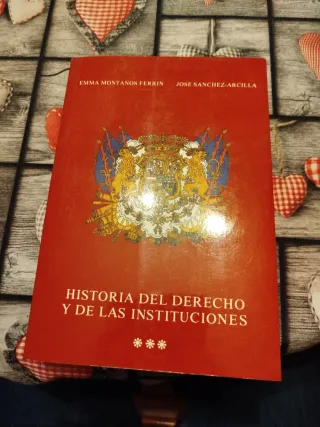 EMMA MONTANOS FERRIN JOSE SANCHEZ-ARCILLA
HISTORIA DEL DERECHO
Y DE LAS INSTITUCIONES
***